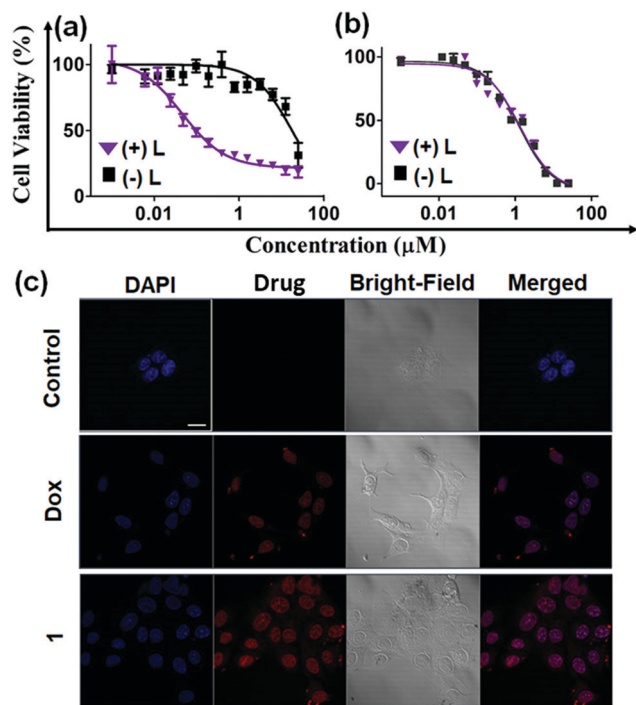 (a)
(b)
Cell Viability (%)
100
50
0
(+) L
(-) L
0.01
1
100
100
50
0
(+) L
(-) L
0.01
1
100
Concentration (μM)
(c)
DAPI
Drug
Bright-Field
Merged
Control
Dox
1